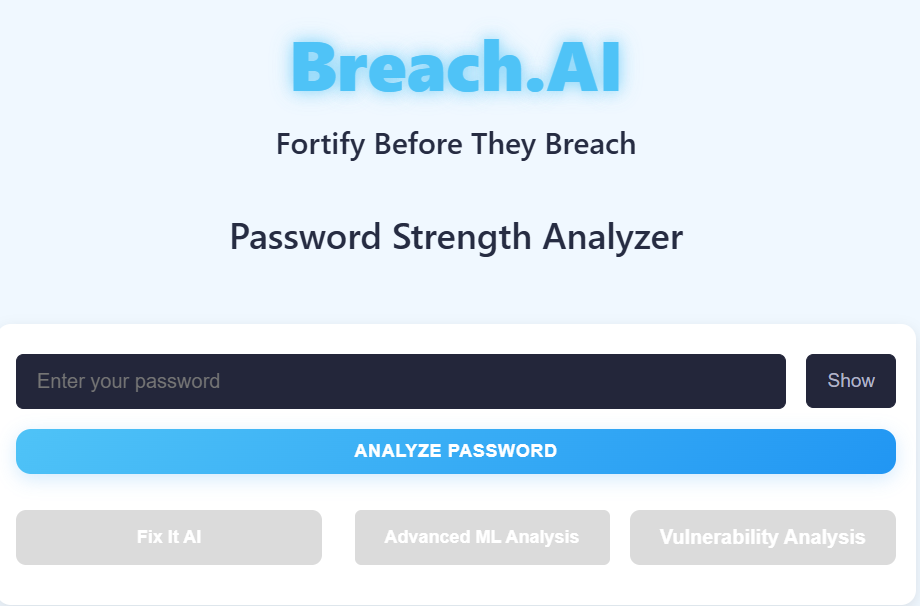 Breach.AI
Fortify Before They Breach
Password Strength Analyzer
Enter your password
Show
ANALYZE PASSWORD
Fix It AI
Advanced ML Analysis
Vulnerability Analysis